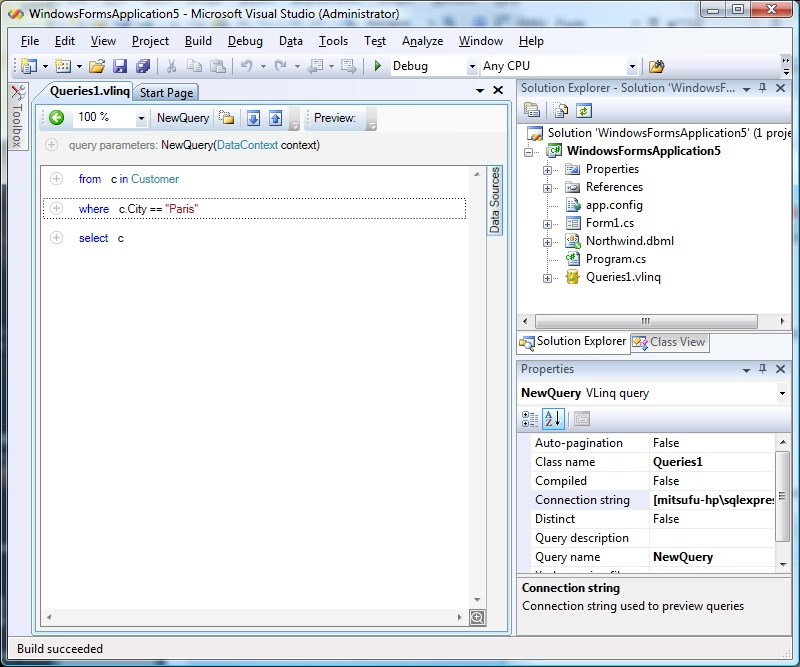 WindowsFormsApplication5 - Microsoft Visual Studio (Administrator)
File Edit View Project Build Debug Data Tools Test Analyze Window Help
Debug Any CPU
Toolbox
Queries1.vlinq Start Page
100 % NewQuery Preview:
query parameters: NewQuery(DataContext context)
from c in Customer
where c.City == "Paris"
select c
Data Sources
Solution Explorer - Solution 'WindowsF...
Solution 'WindowsFormsApplication5' (1 proje
WindowsFormsApplication5
Properties
References
app.config
Form1.cs
Northwind.dbml
Program.cs
Queries1.vlinq
Solution Explorer Class View
Properties
NewQuery VLinq query
Auto-pagination False
Class name Queries1
Compiled False
Connection string [mitsufu-hp\sqlexpres
Distinct False
Query description
Query name NewQuery
Connection string
Connection string used to preview queries
Build succeeded